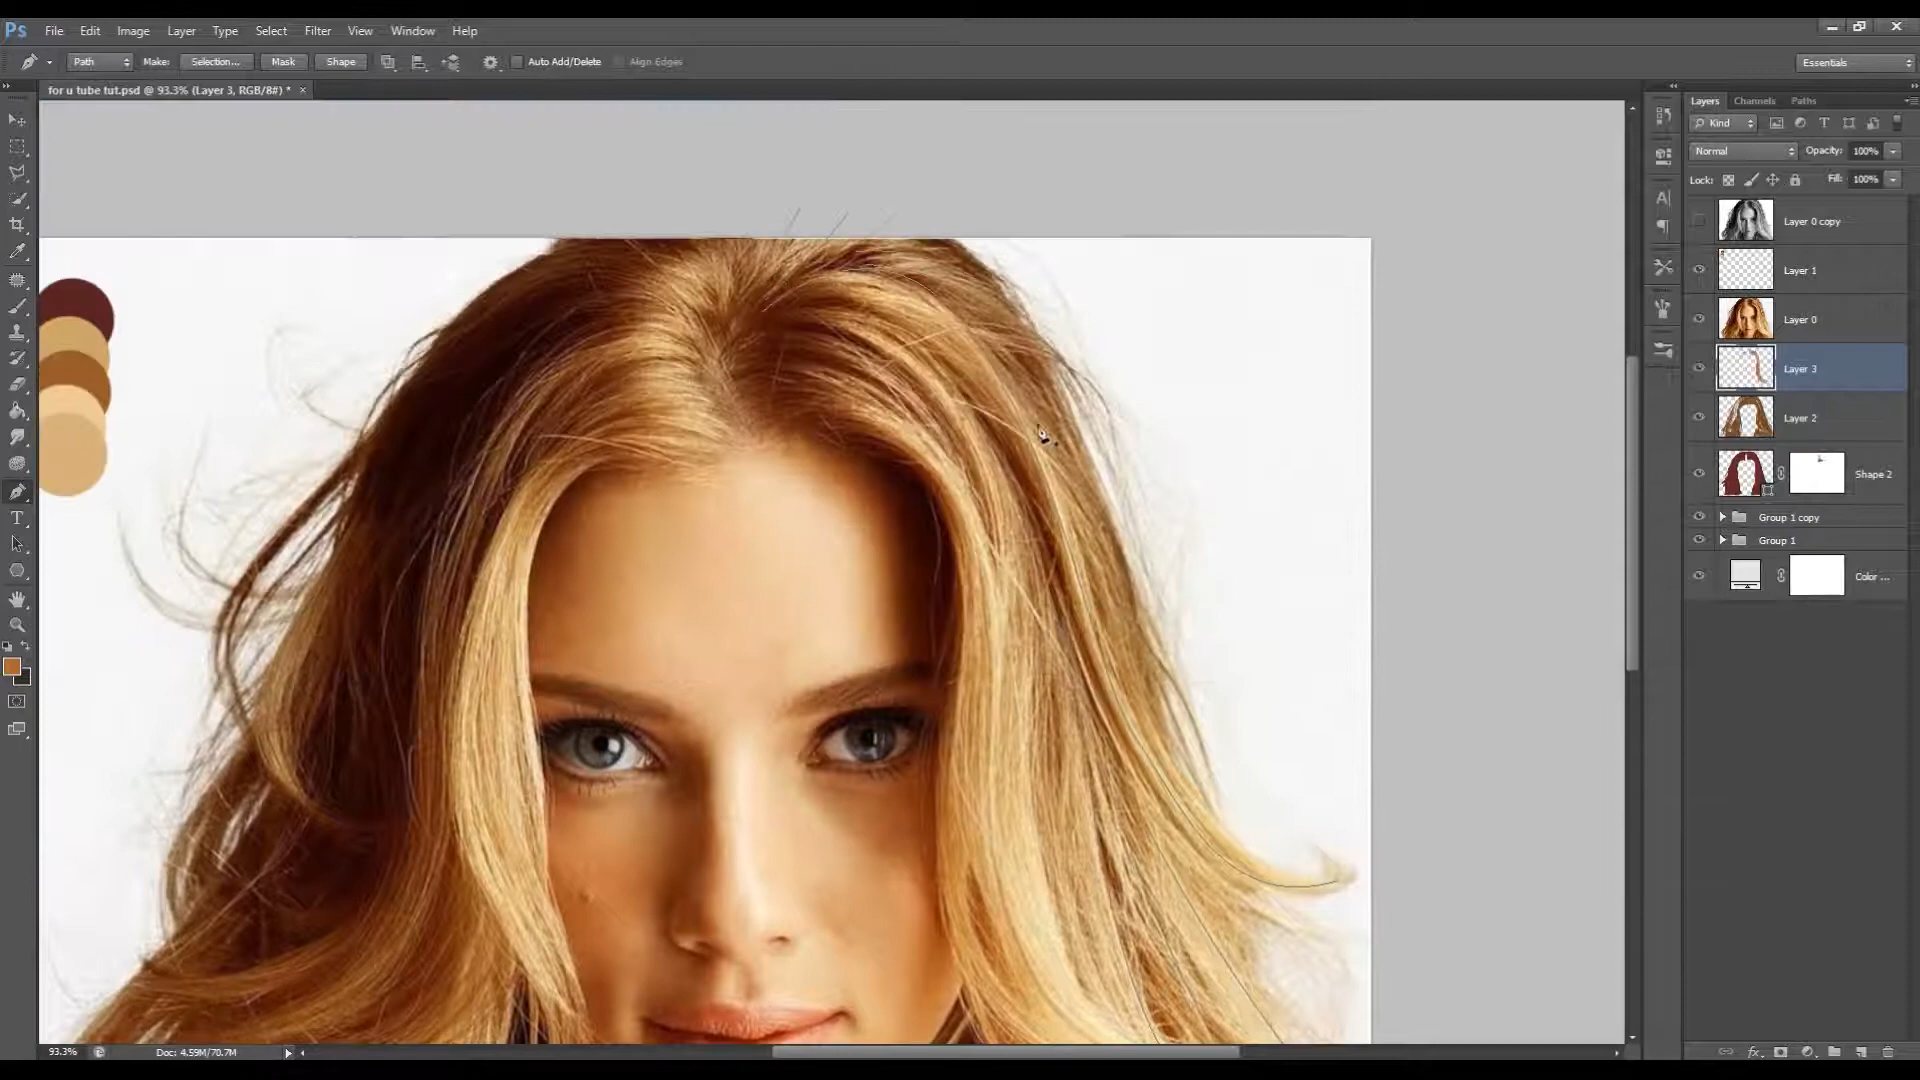 Ps File Edit Image Layer Type Select Filter View Window Help
Path Make: Selection... Mask Shape Auto Add/Delete Align Edges Essentials
for u tube tut.psd @ 93.3% (Layer 3, RGB/8#) * ×
Layers Channels Paths
Kind
Normal Opacity: 100%
Lock: Fill: 100%
Layer 0 copy
Layer 1
Layer 0
Layer 3
Layer 2
Shape 2
Group 1 copy
Group 1
Color ...
93.3% Doc: 4.59M/70.7M